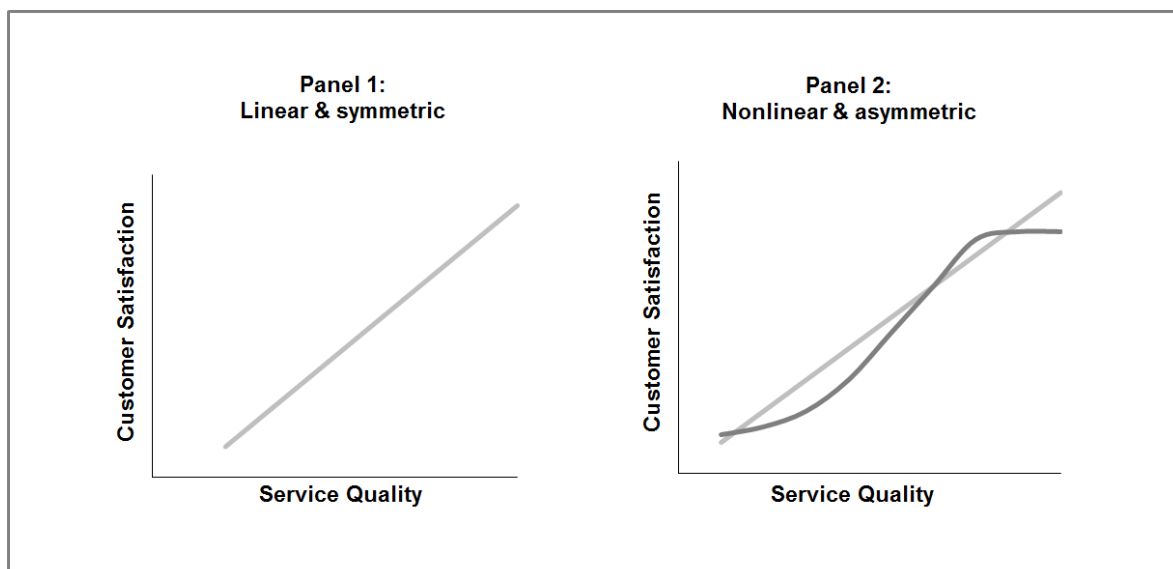 Panel 1:
Linear & symmetric
Customer Satisfaction
Service Quality
Panel 2:
Nonlinear & asymmetric
Customer Satisfaction
Service Quality